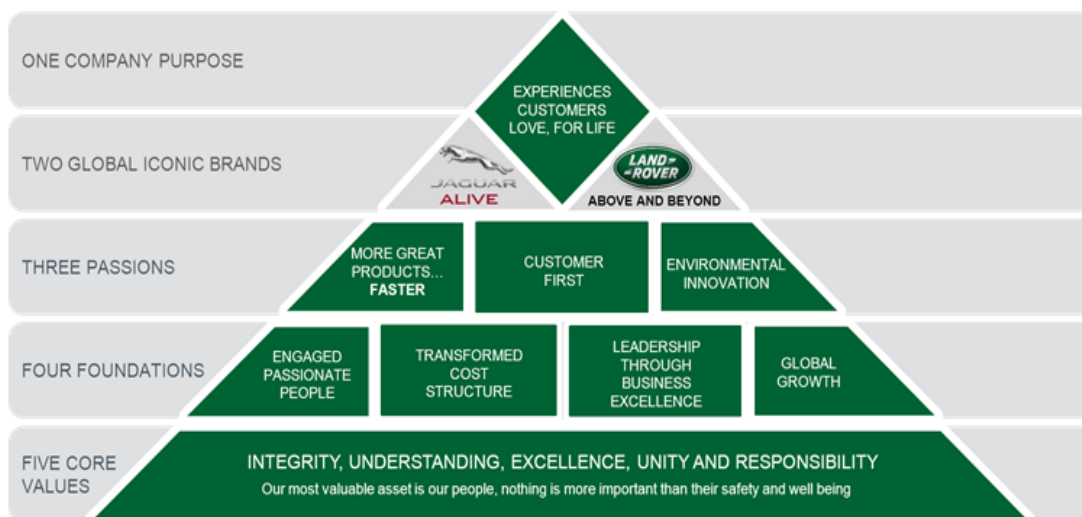 ONE COMPANY PURPOSE
EXPERIENCES
CUSTOMERS
LOVE, FOR LIFE
TWO GLOBAL ICONIC BRANDS
JAGUAR
ALIVE
LAND-
-ROVER
ABOVE AND BEYOND
THREE PASSIONS
MORE GREAT
PRODUCTS...
FASTER
CUSTOMER
FIRST
ENVIRONMENTAL
INNOVATION
FOUR FOUNDATIONS
ENGAGED
PASSIONATE
PEOPLE
TRANSFORMED
COST
STRUCTURE
LEADERSHIP
THROUGH
BUSINESS
EXCELLENCE
GLOBAL
GROWTH
FIVE CORE
VALUES
INTEGRITY, UNDERSTANDING, EXCELLENCE, UNITY AND RESPONSIBILITY
Our most valuable asset is our people, nothing is more important than their safety and well being